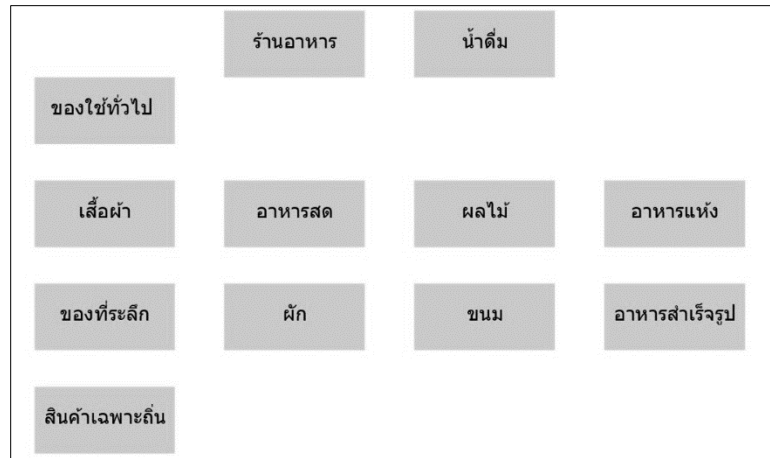 ร้านอาหาร
น้ำดื่ม
ของใช้ทั่วไป
เสื้อผ้า
อาหารสด
ผลไม้
อาหารแห้ง
ของที่ระลึก
ผัก
ขนม
อาหารสำเร็จรูป
สินค้าเฉพาะถิ่น